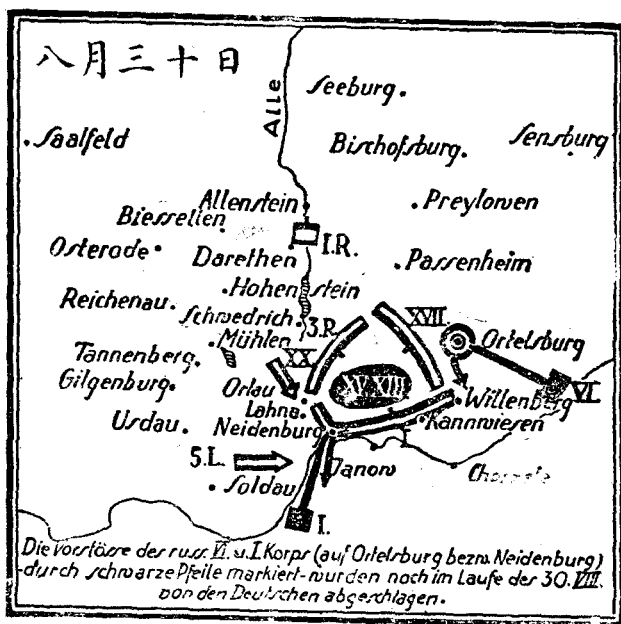 八月三十日
Alle
Seeburg.
.Saalfeld
Bischofsburg.
Sensburg
Allenstein
Biessellen
.Preylowen
Osterode.
I.R.
Darethen
.Passenheim
.Hohenstein
Reichenau.
Schwedrich.
3.R.
XVII.
.Mühlen
Ortelsburg
Tannenberg.
XX.
Gilgenburg.
XV.XIII.
VI.
Orlau
Willenberg
Lahna.
Usdau.
Neidenburg
Kannwiesen
I.
5.L.
Janow
.Soldau
I.
Die Vorstösse des russ. VI. u. I. Korps (auf Ortelsburg bezw. Neidenburg)
-durch schwarze Pfeile markiert-wurden noch im Laufe des 30. VIII.
von den Deutschen abgeschlagen.